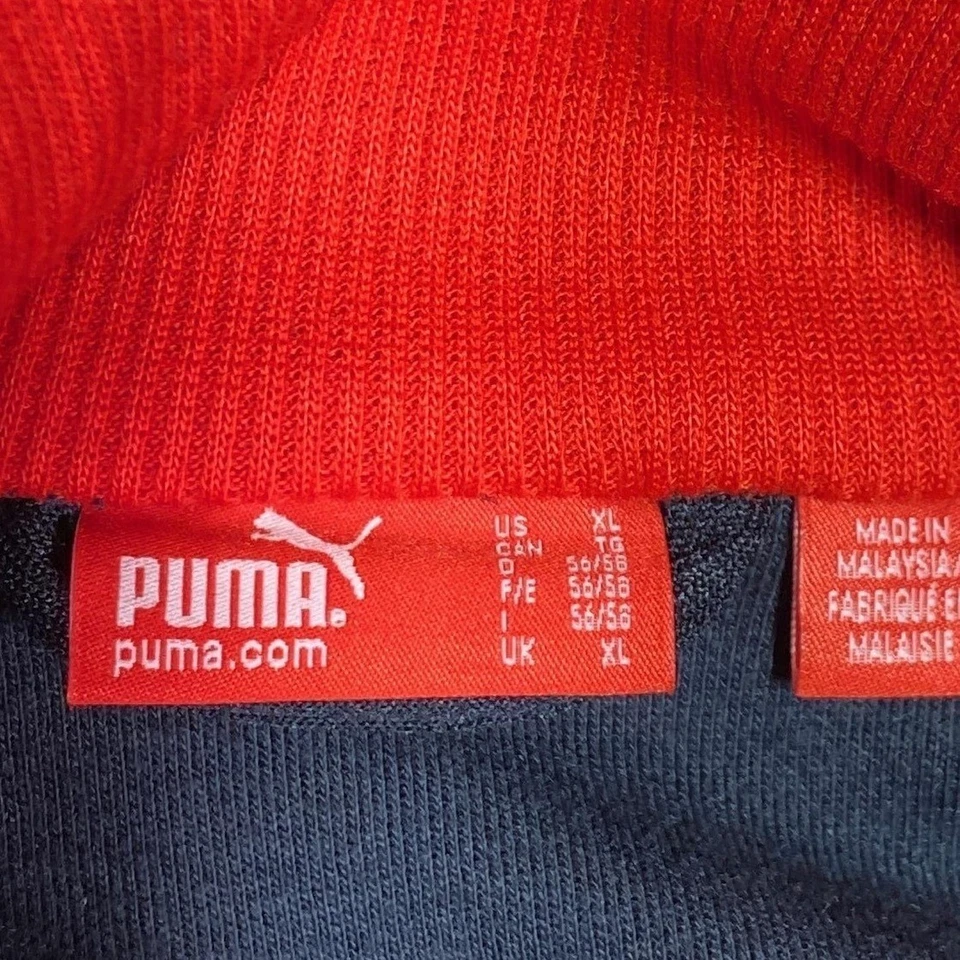 PUMA®
puma.com
US XL
CAN TG
D 56/58
F/E 56/58
I 56/58
UK XL
MADE IN
MALAYSIA/
FABRIQUÉ E
MALAISIE